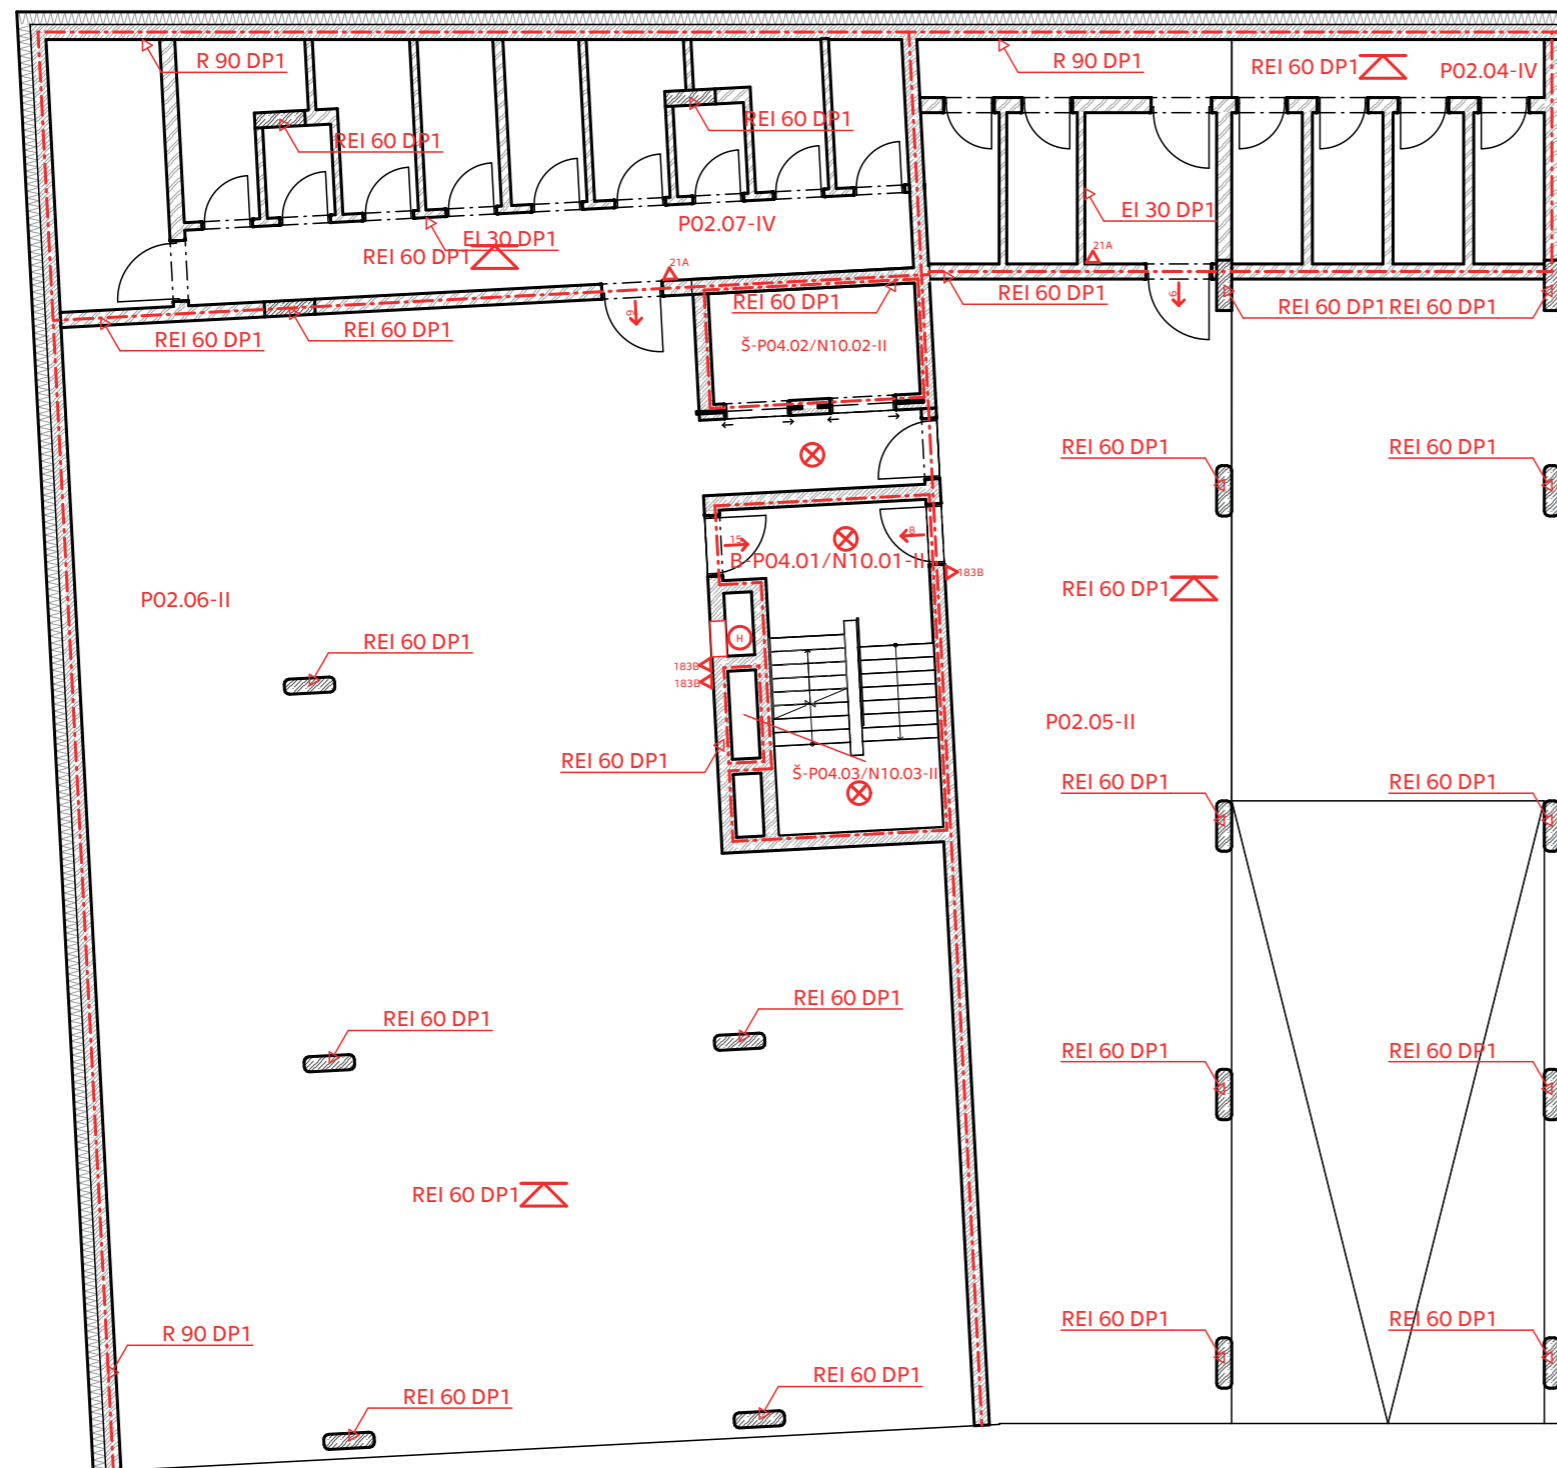 R 90 DP1
R 90 DP1
REI 60 DP1
P02.04-IV
REI 60 DP1
REI 60 DP1
EI 30 DP1
P02.07-IV
EI 30 DP1
REI 60 DP1
21A
21A
REI 60 DP1
REI 60 DP1
REI 60 DP1
REI 60 DP1
REI 60 DP1
REI 60 DP1
9
9
Š-P04.02/N10.02-II
REI 60 DP1
REI 60 DP1
15
8
B-P04.01/N10.01-II
183B
REI 60 DP1
P02.06-II
H
REI 60 DP1
183B
183B
P02.05-II
REI 60 DP1
Š-P04.03/N10.03-II
REI 60 DP1
REI 60 DP1
REI 60 DP1
REI 60 DP1
REI 60 DP1
REI 60 DP1
REI 60 DP1
R 90 DP1
REI 60 DP1
REI 60 DP1
REI 60 DP1
REI 60 DP1